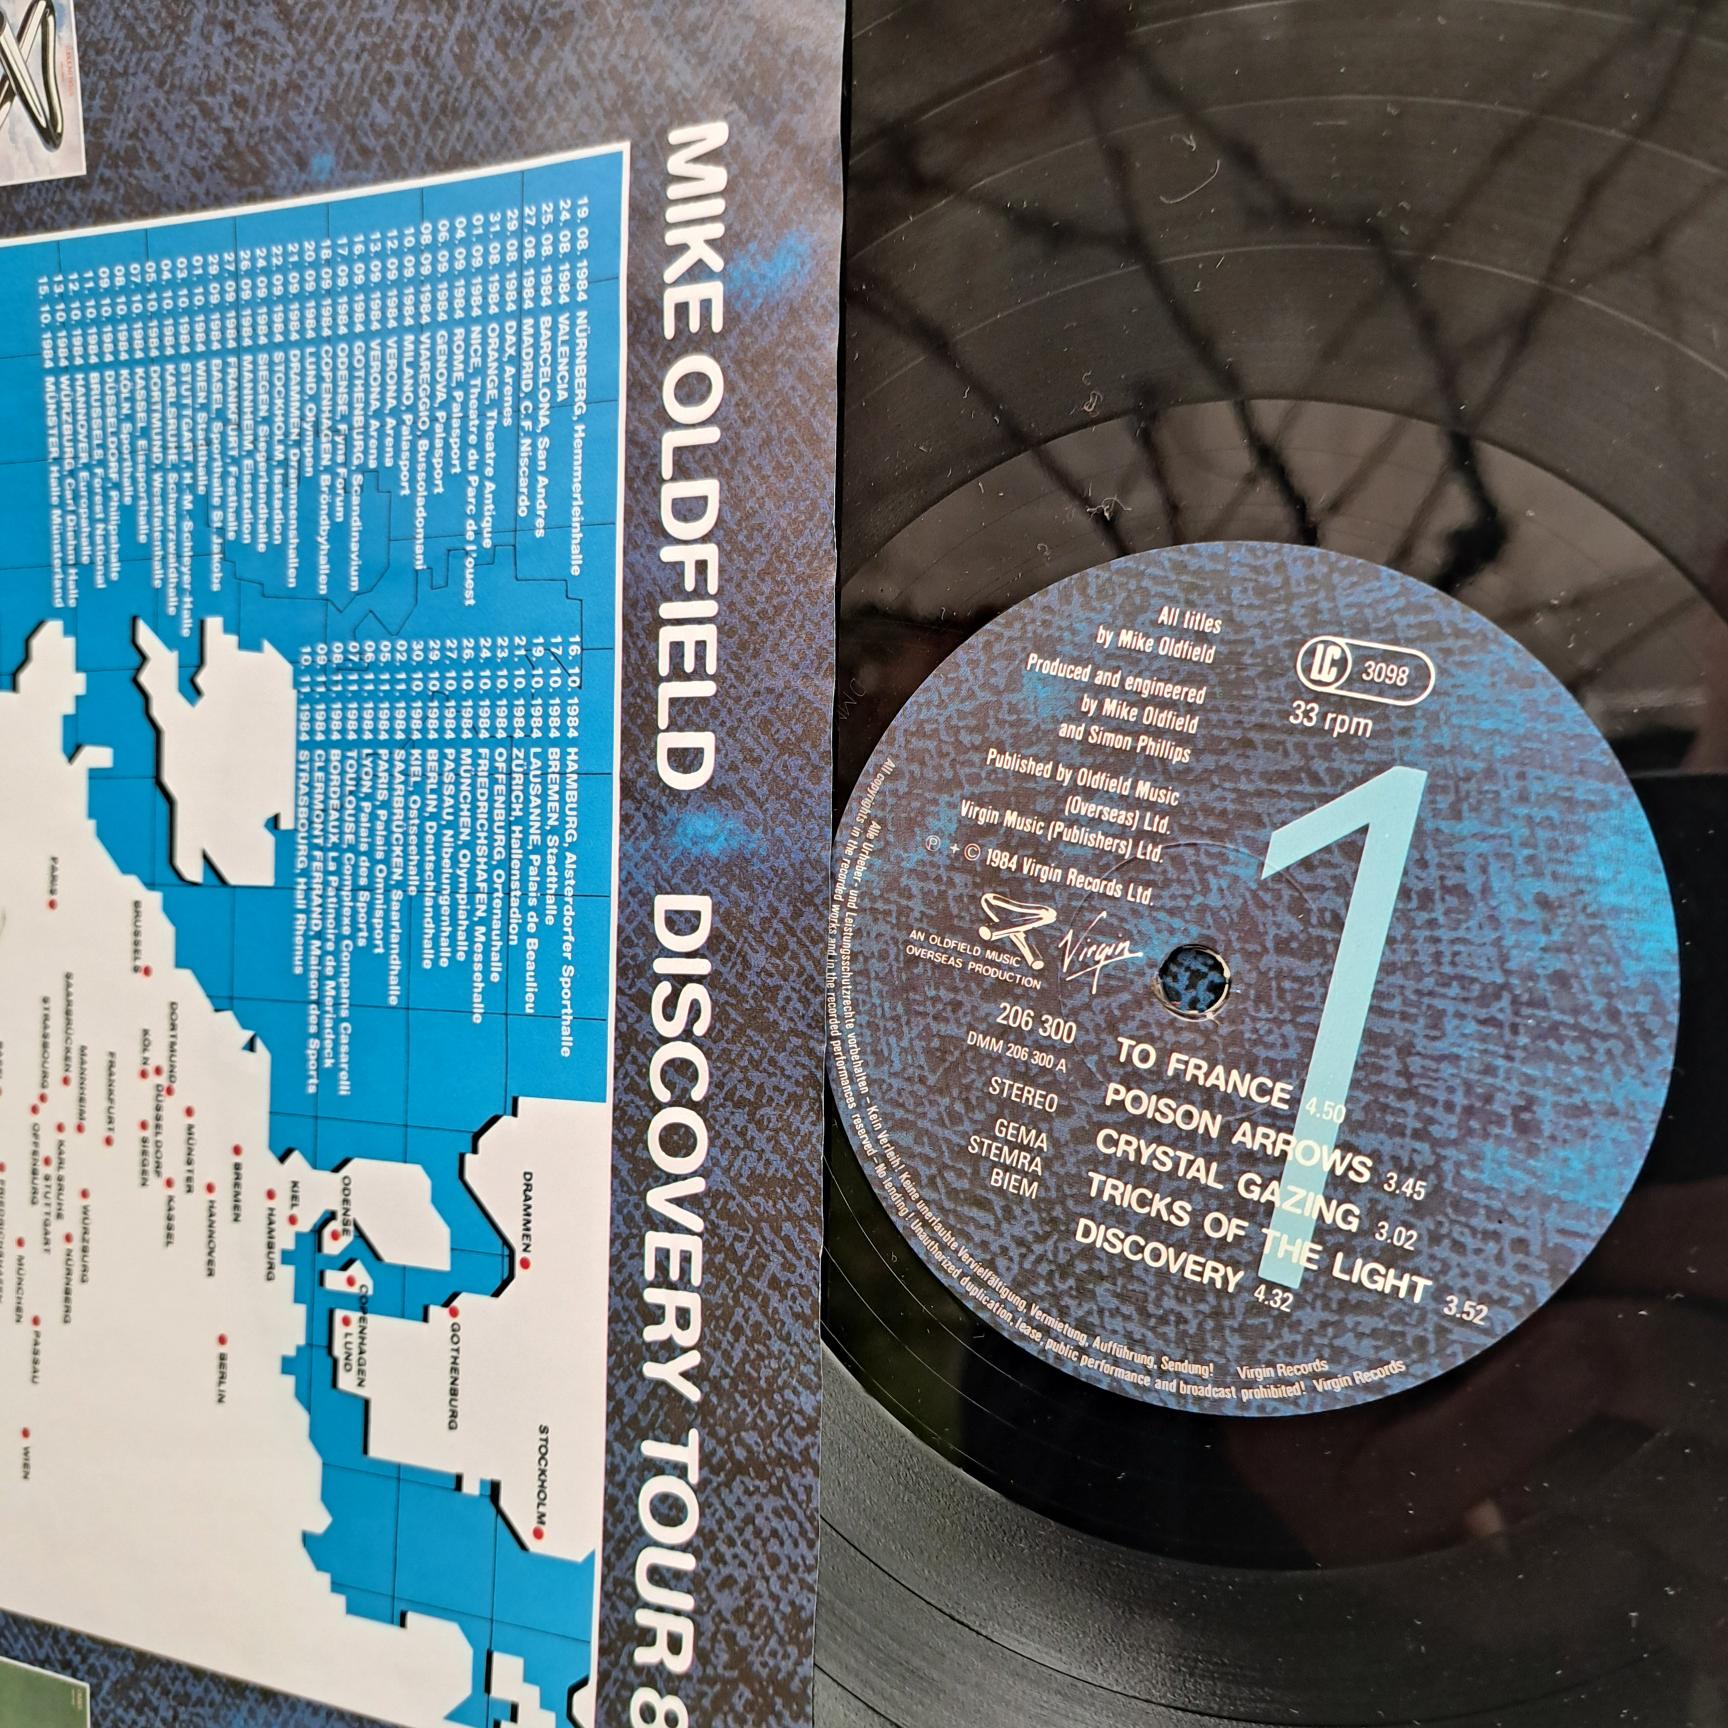 MIKE OLDFIELD DISCOVERY TOUR 8
19. 08. 1984 NÜRNBERG, Hemmerleinhalle
24. 08. 1984 VALENCIA
25. 08. 1984 BARCELONA, San Andres
27. 08. 1984 MADRID, C. F. Niscardo
29. 08. 1984 DAX, Arenes
31. 08. 1984 ORANGE, Theatre Antique
01. 09. 1984 NICE, Theatre du Parc de l'ouest
04. 09. 1984 ROME, Palasport
06. 09. 1984 GENOVA, Palasport
08. 09. 1984 VIAREGGIO, Bussoladomani
10. 09. 1984 MILANO, Palasport
12. 09. 1984 VERONA, Arena
13. 09. 1984 VERONA, Arena
16. 09. 1984 GOTHENBURG, Scandinavium
17. 09. 1984 ODENSE, Fyns Forum
18. 09. 1984 COPENHAGEN, Bröndbyhallen
20. 09. 1984 LUND, Olympen
21. 09. 1984 DRAMMEN, Drammenshallen
22. 09. 1984 STOCKHOLM, Isstadion
24. 09. 1984 SIEGEN, Siegerlandhalle
26. 09. 1984 MANNHEIM, Eisstadion
27. 09. 1984 FRANKFURT, Festhalle
29. 09. 1984 BASEL, Sporthalle St. Jacobs
01. 10. 1984 WIEN, Stadthalle
03. 10. 1984 STUTTGART, H.-M.-Schleyer-Halle
04. 10. 1984 KARLSRUHE, Schwarzwaldhalle
05. 10. 1984 DORTMUND, Westfalenhalle
07. 10. 1984 KASSEL, Eissporthalle
08. 10. 1984 KÖLN, Sporthalle
09. 10. 1984 DÜSSELDORF, Philipshalle
11. 10. 1984 BRÜSSEL, Forest National
12. 10. 1984 HANNOVER, Europahalle
13. 10. 1984 WÜRZBURG, Carl Diehm Halle
15. 10. 1984 MÜNSTER, Halle Münsterland
16. 10. 1984 HAMBURG, Alsterdorfer Sporthalle
17. 10. 1984 BREMEN, Stadthalle
19. 10. 1984 LAUSANNE, Palais de Beaulieu
21. 10. 1984 ZÜRICH, Hallenstadion
23. 10. 1984 OFFENBURG, Ortenauhalle
24. 10. 1984 FRIEDRICHSHAFEN, Messehalle
26. 10. 1984 MÜNCHEN, Olympiahalle
27. 10. 1984 PASSAU, Nibelungenhalle
29. 10. 1984 BERLIN, Deutschlandhalle
30. 10. 1984 KIEL, Ostseehalle
02. 11. 1984 SAARBRÜCKEN, Saarlandhalle
05. 11. 1984 PARIS, Palais Omnisport
06. 11. 1984 LYON, Palais des Sports
07. 11. 1984 TOULOUSE, Complexe Compans Casarelli
08. 11. 1984 BORDEAUX, La Patinoire de Meriadeck
09. 11. 1984 CLERMONT FERRAND, Maison des Sports
10. 11. 1984 STRASBOURG, Hall Rhenus
STOCKHOLM
DRAMMEN
GOTHENBURG
COPENHAGEN
LUND
ODENSE
KIEL
HAMBURG
BREMEN
BERLIN
HANNOVER
MÜNSTER
DORTMUND
KASSEL
DÜSSELDORF
KÖLN
SIEGEN
BRÜSSELS
FRANKFURT
MANNHEIM
WÜRZBURG
SAARBRÜCKEN
KARLSRUHE
NÜRNBERG
STRASBOURG
STUTTGART
PARIS
OFFENBURG
PASSAU
MÜNCHEN
WIEN
LC 3098
33 rpm
1
All titles
by Mike Oldfield
Produced and engineered
by Mike Oldfield
and Simon Phillips
Published by Oldfield Music
(Overseas) Ltd.
Virgin Music (Publishers) Ltd.
℗ + © 1984 Virgin Records Ltd.
AN OLDFIELD MUSIC
OVERSEAS PRODUCTION
Virgin
206 300
DMM 206 300 A
STEREO
GEMA
STEMRA
BIEM
TO FRANCE 4.50
POISON ARROWS 3.45
CRYSTAL GAZING 3.02
TRICKS OF THE LIGHT 3.52
DISCOVERY 4.32
Alle Urheber- und Leistungsschutzrechte vorbehalten – Kein Verleih! Keine unerlaubte Vervielfältigung, Vermietung, Aufführung, Sendung! Virgin Records
All copyrights in the recorded works and in the recorded performances reserved – No lending! Unauthorized duplication, lease, public performance and broadcast prohibited! Virgin Records